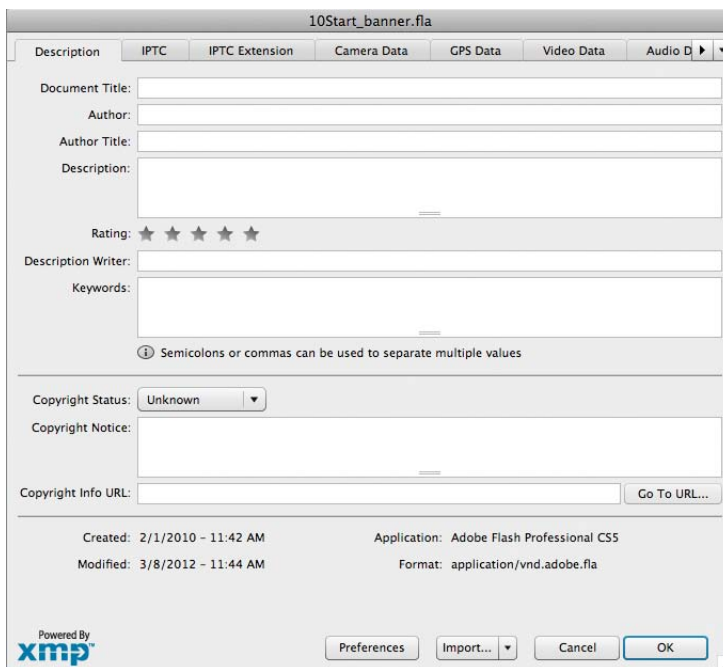 10Start_banner.fla
Description IPTC IPTC Extension Camera Data GPS Data Video Data Audio D
Document Title:
Author:
Author Title:
Description:
Rating:
Description Writer:
Keywords:
Semicolons or commas can be used to separate multiple values
Copyright Status: Unknown
Copyright Notice:
Copyright Info URL: Go To URL...
Created: 2/1/2010 – 11:42 AM Application: Adobe Flash Professional CS5
Modified: 3/8/2012 – 11:44 AM Format: application/vnd.adobe.fla
Powered By
xmp™
Preferences Import... Cancel OK